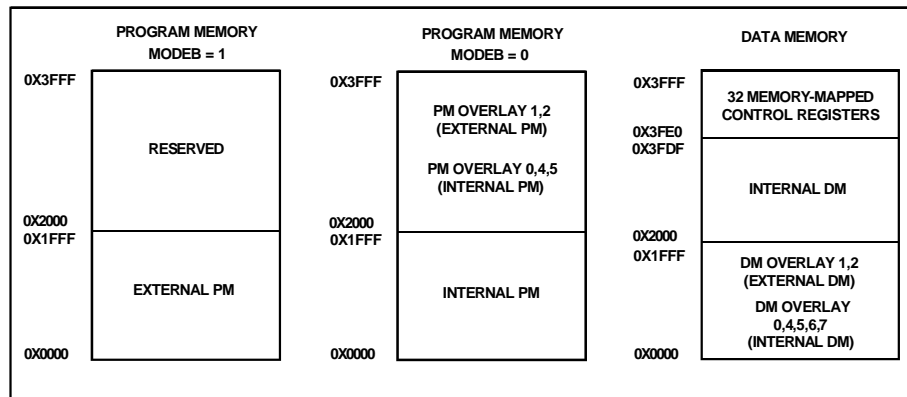 PROGRAM MEMORY
MODEB = 1
0X3FFF
RESERVED
0X2000
0X1FFF
EXTERNAL PM
0X0000
PROGRAM MEMORY
MODEB = 0
0X3FFF
PM OVERLAY 1,2
(EXTERNAL PM)
PM OVERLAY 0,4,5
(INTERNAL PM)
0X2000
0X1FFF
INTERNAL PM
0X0000
DATA MEMORY
0X3FFF
32 MEMORY-MAPPED
CONTROL REGISTERS
0X3FE0
0X3FDF
INTERNAL DM
0X2000
0X1FFF
DM OVERLAY 1,2
(EXTERNAL DM)
DM OVERLAY
0,4,5,6,7
(INTERNAL DM)
0X0000